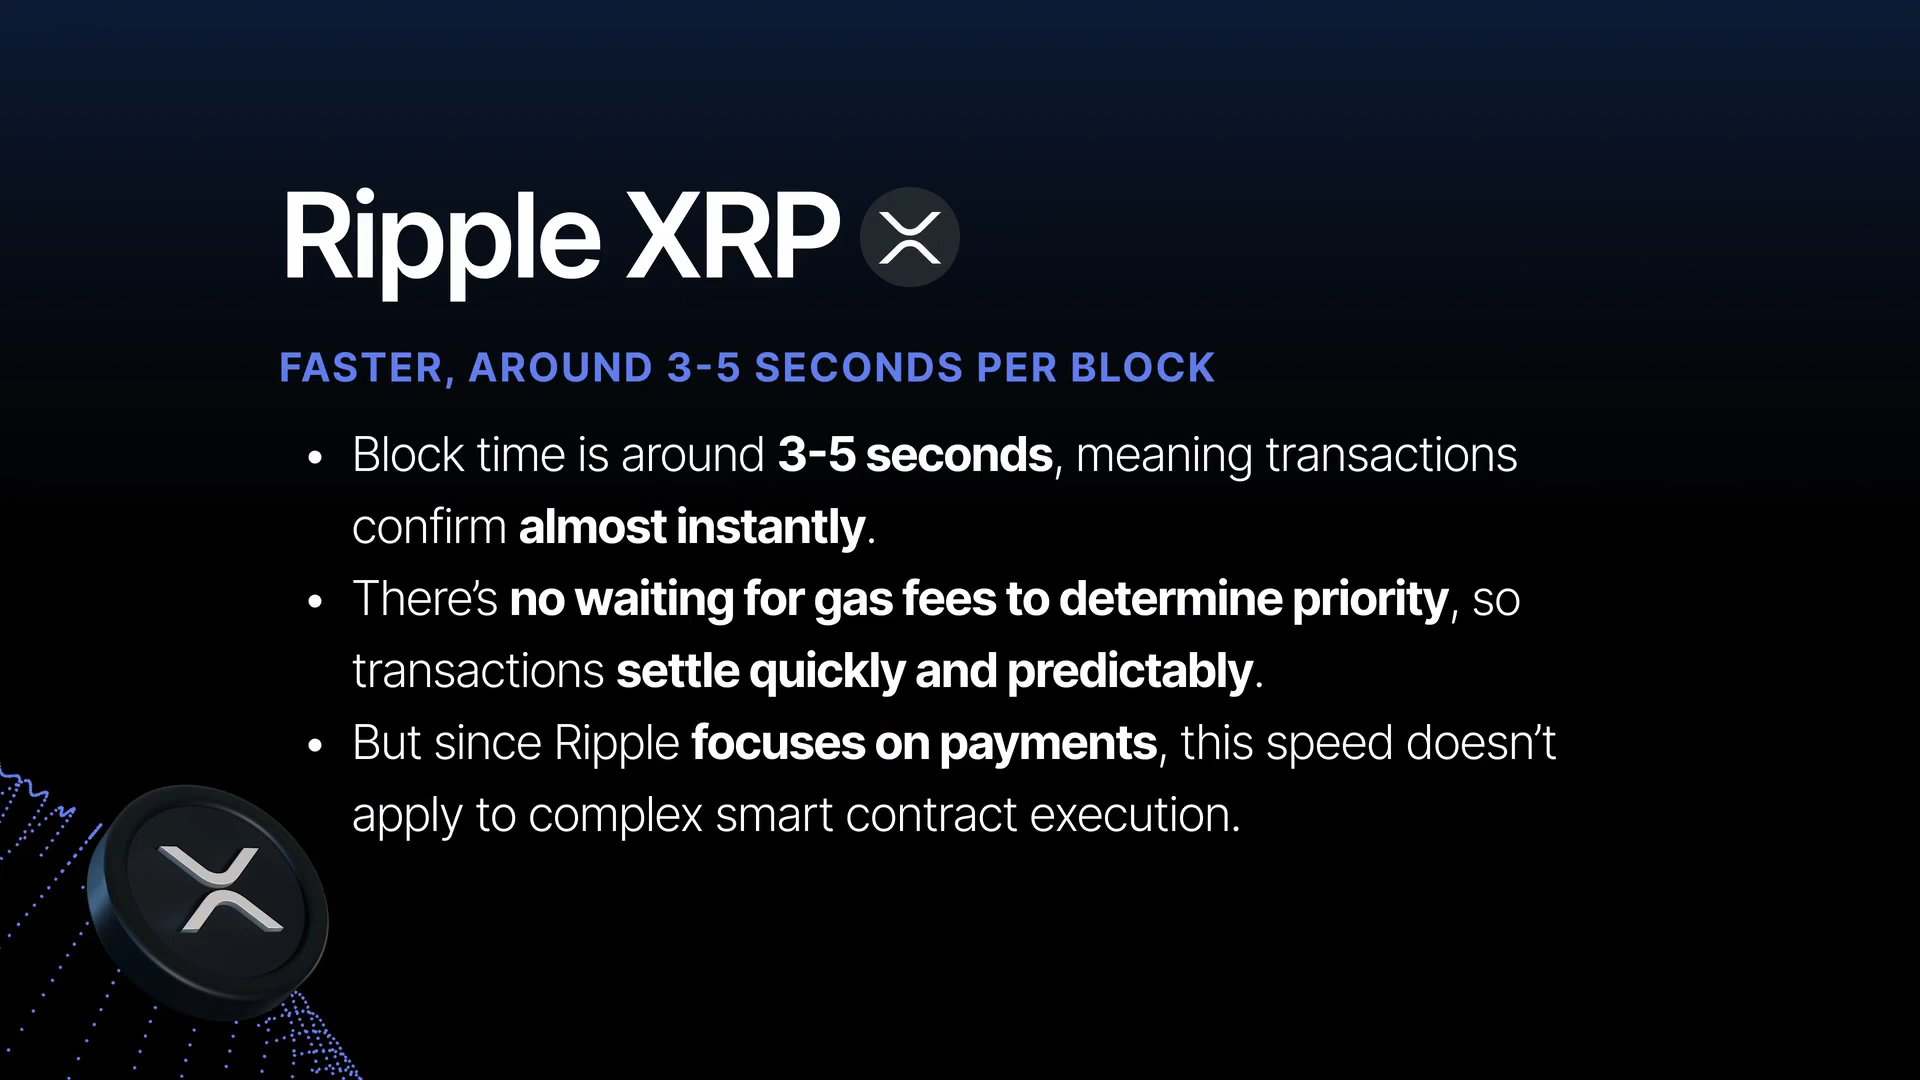 Ripple XRP
FASTER, AROUND 3-5 SECONDS PER BLOCK
• Block time is around 3-5 seconds, meaning transactions
confirm almost instantly.
• There’s no waiting for gas fees to determine priority, so
transactions settle quickly and predictably.
• But since Ripple focuses on payments, this speed doesn’t
apply to complex smart contract execution.